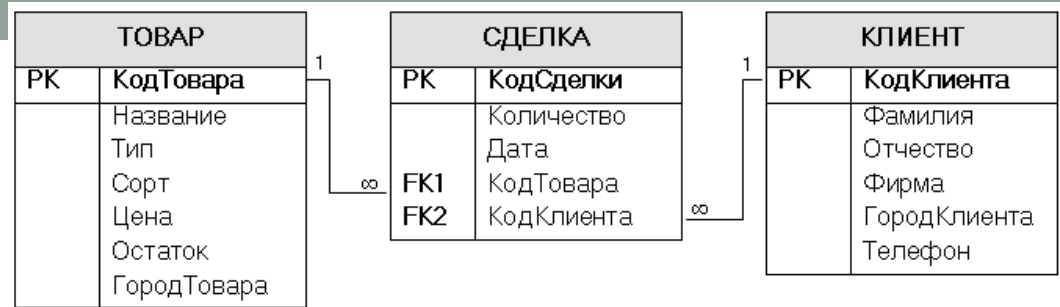 ТОВАР
PK КодТовара
Название
Тип
Сорт
Цена
Остаток
ГородТовара
1
∞
СДЕЛКА
PK КодСделки
Количество
Дата
FK1 КодТовара
FK2 КодКлиента
∞
1
КЛИЕНТ
PK КодКлиента
Фамилия
Отчество
Фирма
ГородКлиента
Телефон